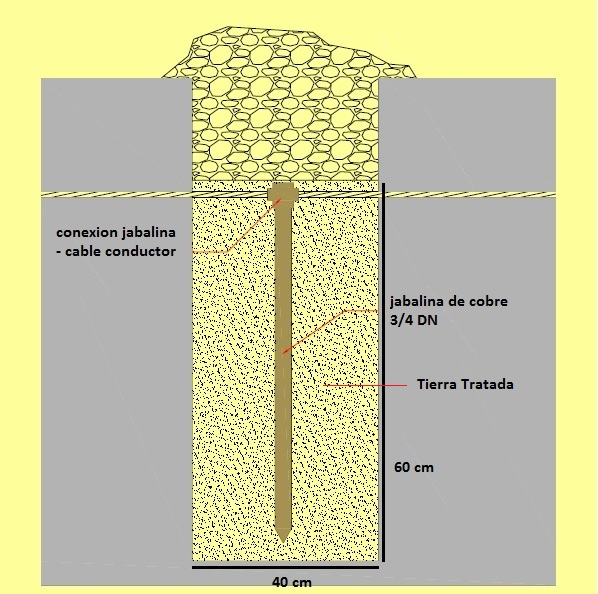 conexion jabalina
- cable conductor
jabalina de cobre
3/4 DN
Tierra Tratada
60 cm
40 cm